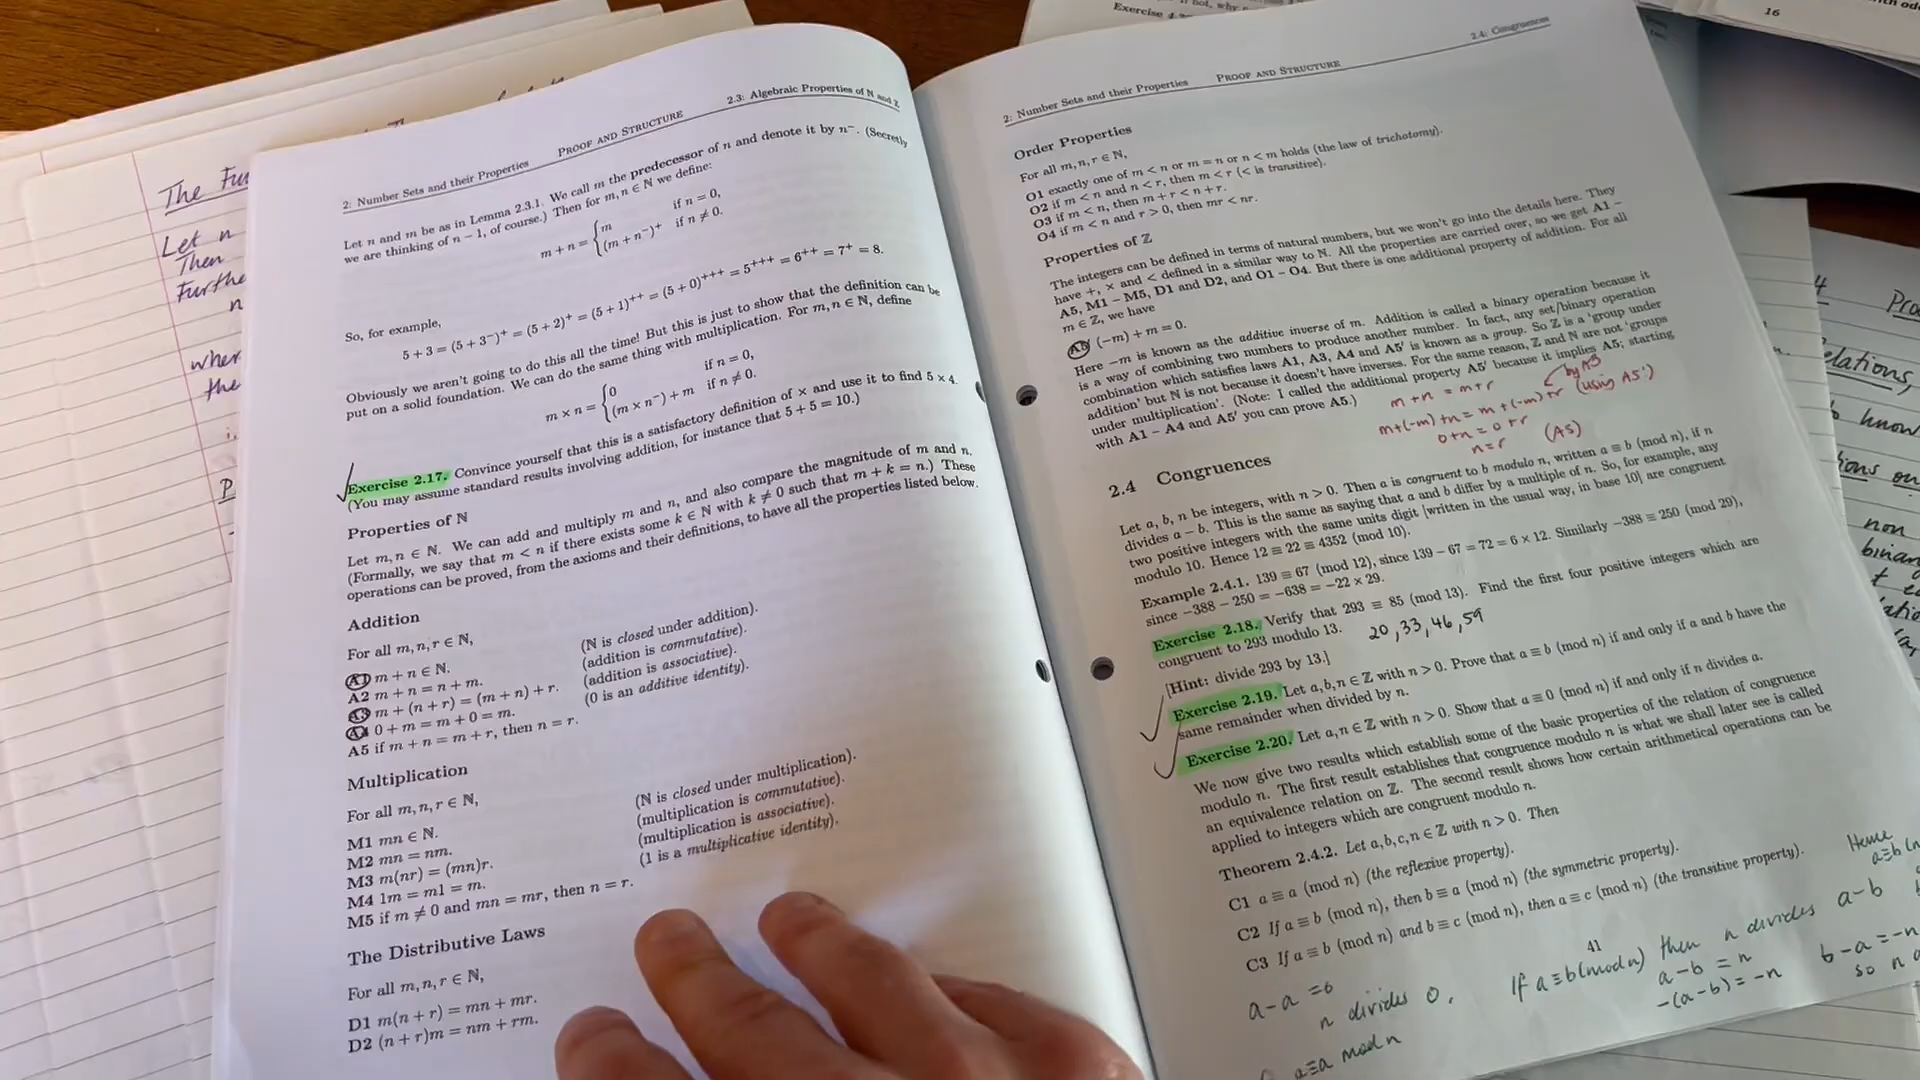 The Fu
Let n
Then
Furthe
n
wher
the
P
2: Number Sets and their Properties PROOF AND STRUCTURE 2.3: Algebraic Properties of N and Z
Let n and m be as in Lemma 2.3.1. We call m the predecessor of n and denote it by n⁻. (Secretly
we are thinking of n − 1, of course.) Then for m, n ∈ ℕ we define:
m + n = { m if n = 0,
(m + n⁻)⁺ if n ≠ 0.
So, for example,
5 + 3 = (5 + 3⁻)⁺ = (5 + 2)⁺ = (5 + 1)⁺⁺ = (5 + 0)⁺⁺⁺ = 5⁺⁺⁺ = 6⁺⁺ = 7⁺ = 8.
Obviously we aren't going to do this all the time! But this is just to show that the definition can be
put on a solid foundation. We can do the same thing with multiplication. For m, n ∈ ℕ, define
m × n = { 0 if n = 0,
(m × n⁻) + m if n ≠ 0.
Exercise 2.17. Convince yourself that this is a satisfactory definition of × and use it to find 5 × 4.
(You may assume standard results involving addition, for instance that 5 + 5 = 10.)
Properties of ℕ
Let m, n ∈ ℕ. We can add and multiply m and n, and also compare the magnitude of m and n.
(Formally, we say that m < n if there exists some k ∈ ℕ with k ≠ 0 such that m + k = n.) These
operations can be proved, from the axioms and their definitions, to have all the properties listed below.
Addition
For all m, n, r ∈ ℕ,
A1 m + n ∈ ℕ. (ℕ is closed under addition).
A2 m + n = n + m. (addition is commutative).
A3 m + (n + r) = (m + n) + r. (addition is associative).
A4 0 + m = m + 0 = m. (0 is an additive identity).
A5 if m + n = m + r, then n = r.
Multiplication
For all m, n, r ∈ ℕ,
M1 mn ∈ ℕ. (ℕ is closed under multiplication).
M2 mn = nm. (multiplication is commutative).
M3 m(nr) = (mn)r. (multiplication is associative).
M4 1m = m1 = m. (1 is a multiplicative identity).
M5 if m ≠ 0 and mn = mr, then n = r.
The Distributive Laws
For all m, n, r ∈ ℕ,
D1 m(n + r) = mn + mr.
D2 (n + r)m = nm + rm.
Exercise 4
16
2: Number Sets and their Properties PROOF AND STRUCTURE 2.4: Congruences
Order Properties
For all m, n, r ∈ ℕ,
O1 exactly one of m < n or m = n or n < m holds (the law of trichotomy).
O2 if m < n and n < r, then m < r (< is transitive).
O3 if m < n, then m + r < n + r.
O4 if m < n and r > 0, then mr < nr.
Properties of ℤ
The integers can be defined in terms of natural numbers, but we won't go into the details here. They
have +, × and < defined in a similar way to ℕ. All the properties are carried over, so we get A1 –
A5, M1 – M5, D1 and D2, and O1 – O4. But there is one additional property of addition. For all
m ∈ ℤ, we have
A5′ (−m) + m = 0.
Here −m is known as the additive inverse of m. Addition is called a binary operation because it
is a way of combining two numbers to produce another number. In fact, any set/binary operation
combination which satisfies laws A1, A3, A4 and A5′ is known as a group. So ℤ is a 'group under
addition' but ℕ is not because it doesn't have inverses. For the same reason, ℤ and ℕ are not 'groups
under multiplication'. (Note: I called the additional property A5′ because it implies A5; starting
with A1 – A4 and A5′ you can prove A5.)
m + n = m + r by A3
m + (-m) + n = m + (-m) + r (using A5')
0 + n = 0 + r
n = r (A5)
2.4 Congruences
Let a, b, n be integers, with n > 0. Then a is congruent to b modulo n, written a ≡ b (mod n), if n
divides a − b. This is the same as saying that a and b differ by a multiple of n. So, for example, any
two positive integers with the same units digit [written in the usual way, in base 10] are congruent
modulo 10. Hence 12 ≡ 22 ≡ 4352 (mod 10).
Example 2.4.1. 139 ≡ 67 (mod 12), since 139 − 67 = 72 = 6 × 12. Similarly −388 ≡ 250 (mod 29),
since −388 − 250 = −638 = −22 × 29.
Exercise 2.18. Verify that 293 ≡ 85 (mod 13). Find the first four positive integers which are
congruent to 293 modulo 13. 20, 33, 46, 59
[Hint: divide 293 by 13.]
Exercise 2.19. Let a, b, n ∈ ℤ with n > 0. Prove that a ≡ b (mod n) if and only if a and b have the
same remainder when divided by n.
Exercise 2.20. Let a, n ∈ ℤ with n > 0. Show that a ≡ 0 (mod n) if and only if n divides a.
We now give two results which establish some of the basic properties of the relation of congruence
modulo n. The first result establishes that congruence modulo n is what we shall later see is called
an equivalence relation on ℤ. The second result shows how certain arithmetical operations can be
applied to integers which are congruent modulo n.
Theorem 2.4.2. Let a, b, c, n ∈ ℤ with n > 0. Then
C1 a ≡ a (mod n) (the reflexive property).
C2 If a ≡ b (mod n), then b ≡ a (mod n) (the symmetric property).
C3 If a ≡ b (mod n) and b ≡ c (mod n), then a ≡ c (mod n) (the transitive property).
41
a - a = 0
n divides 0.
a ≡ a mod n
If a ≡ b (mod n) then n divides a - b
a - b = n
-(a - b) = -n
b - a = -n
so n
Hence
a ≡ b (
Pro
elations,
know
ions on
non
binar